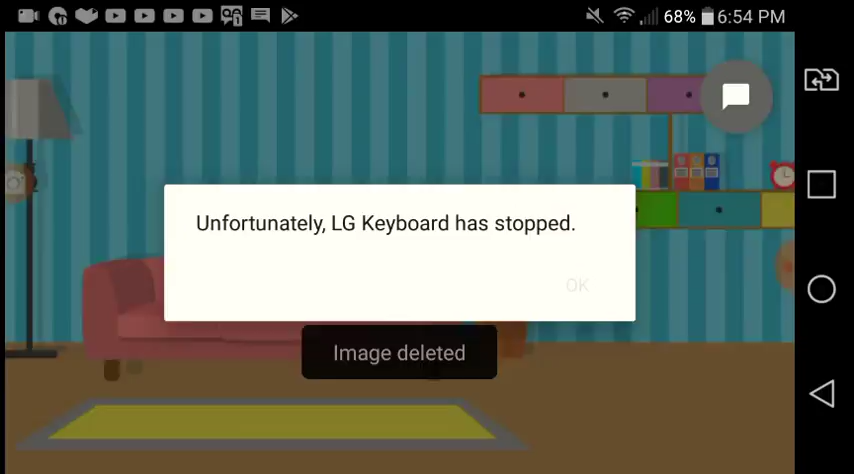 68% 6:54 PM
Unfortunately, LG Keyboard has stopped.
OK
Image deleted